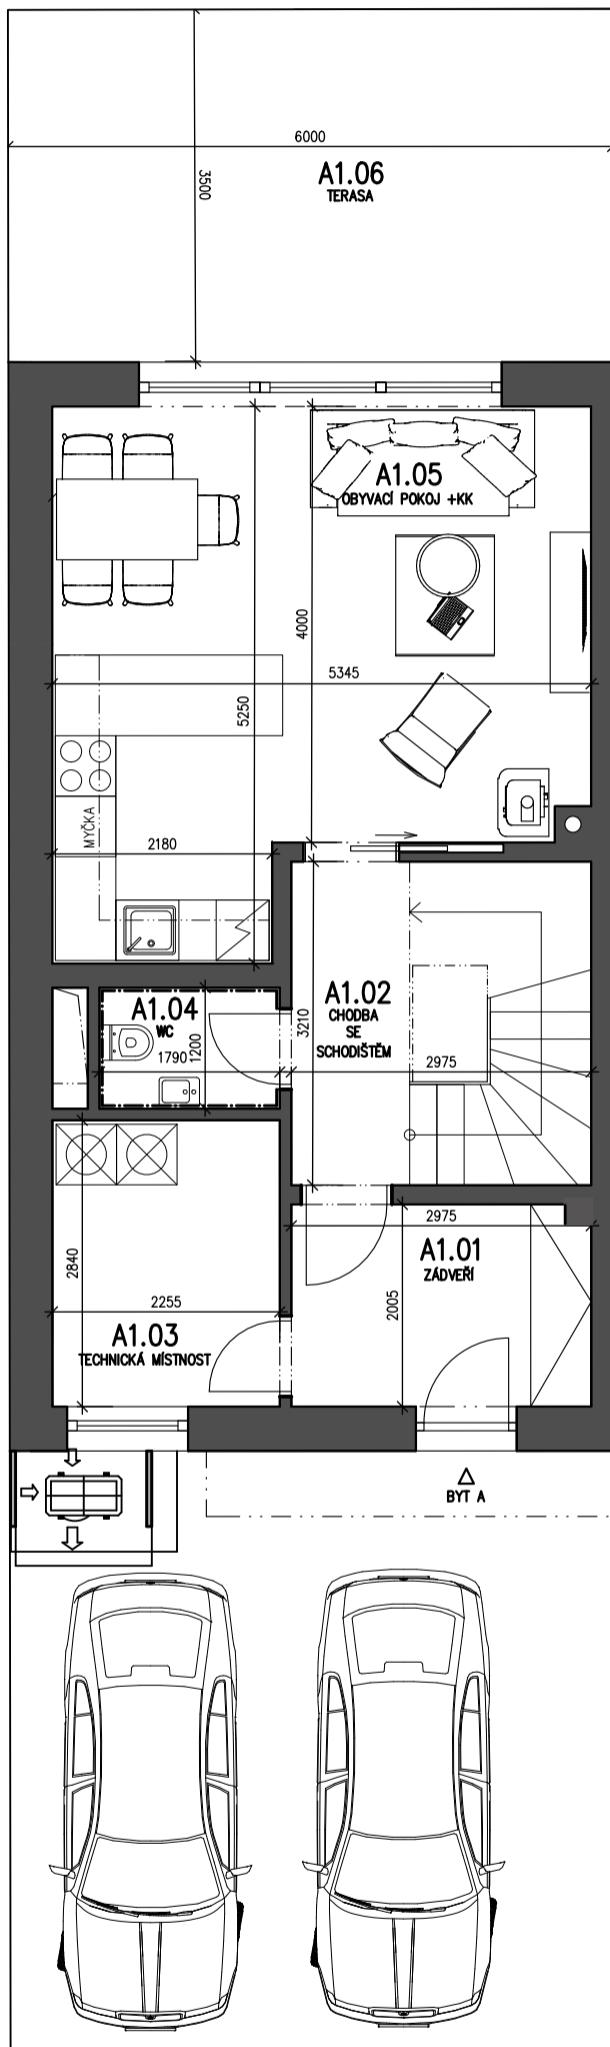 6000
3500
A1.06
TERASA
A1.05
OBYVACÍ POKOJ +KK
4000
5345
5250
MYČKA
2180
A1.04
WC
1790
1200
A1.02
CHODBA
SE
SCHODIŠTĚM
3210
2975
2975
A1.01
ZÁDVEŘÍ
2005
2840
2255
A1.03
TECHNICKÁ MÍSTNOST
BYT A